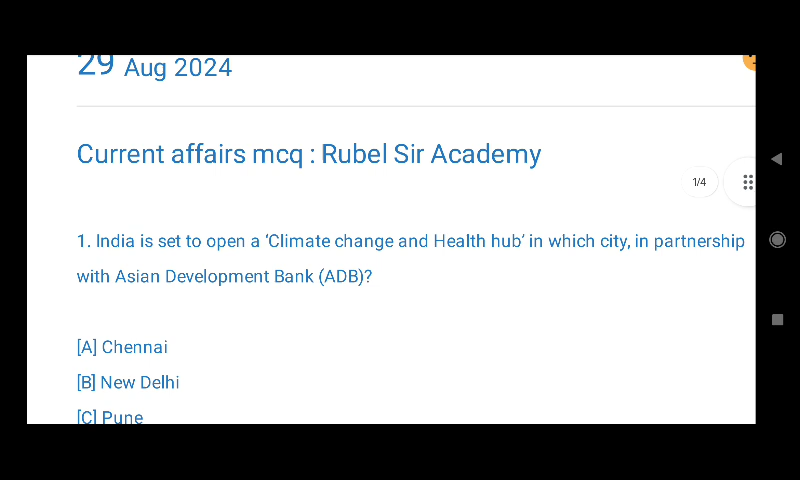 29 Aug 2024
Current affairs mcq : Rubel Sir Academy
1/4
1. India is set to open a ‘Climate change and Health hub’ in which city, in partnership
with Asian Development Bank (ADB)?
[A] Chennai
[B] New Delhi
[C] Pune